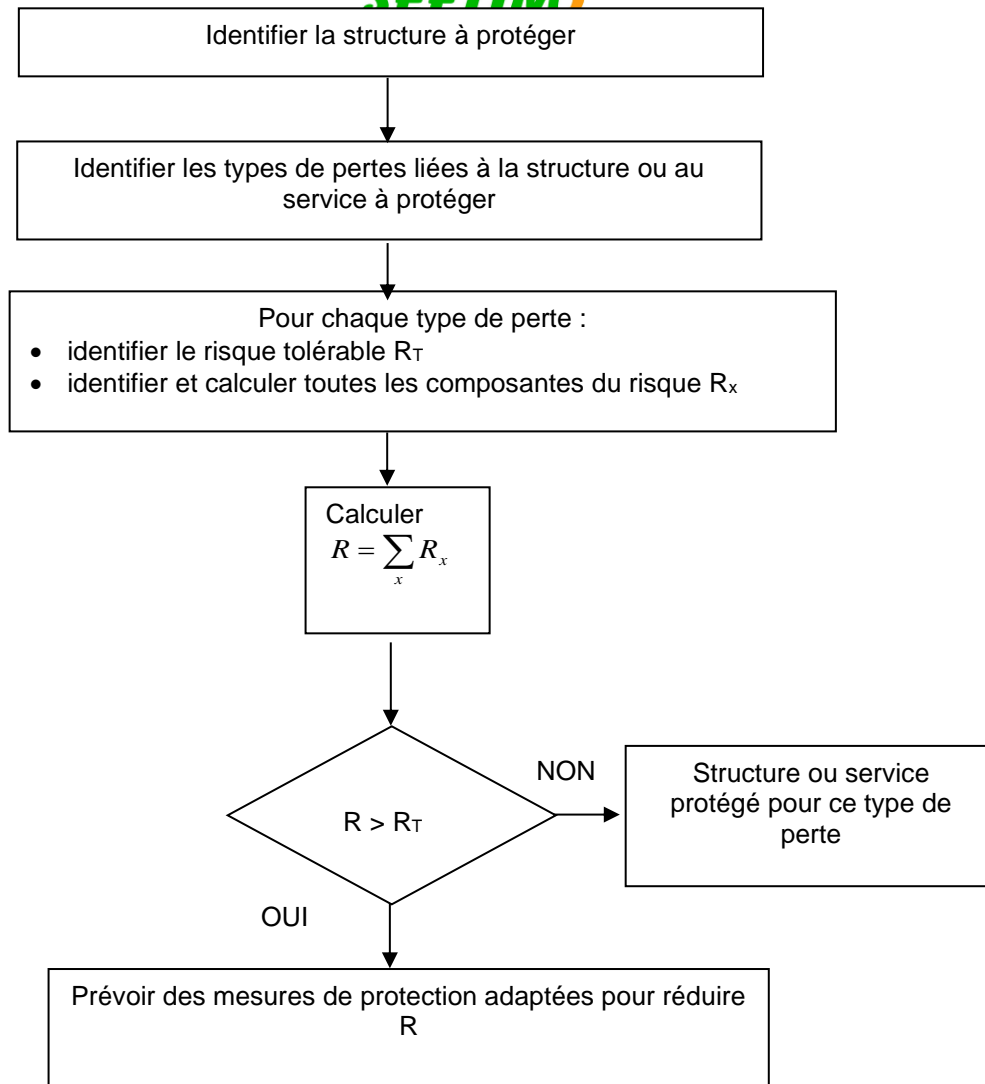 Identifier la structure à protéger
Identifier les types de pertes liées à la structure ou au
service à protéger
Pour chaque type de perte :
• identifier le risque tolérable RT
• identifier et calculer toutes les composantes du risque Rx
Calculer
R = ∑x Rx
R > RT
NON
Structure ou service
protégé pour ce type de
perte
OUI
Prévoir des mesures de protection adaptées pour réduire
R